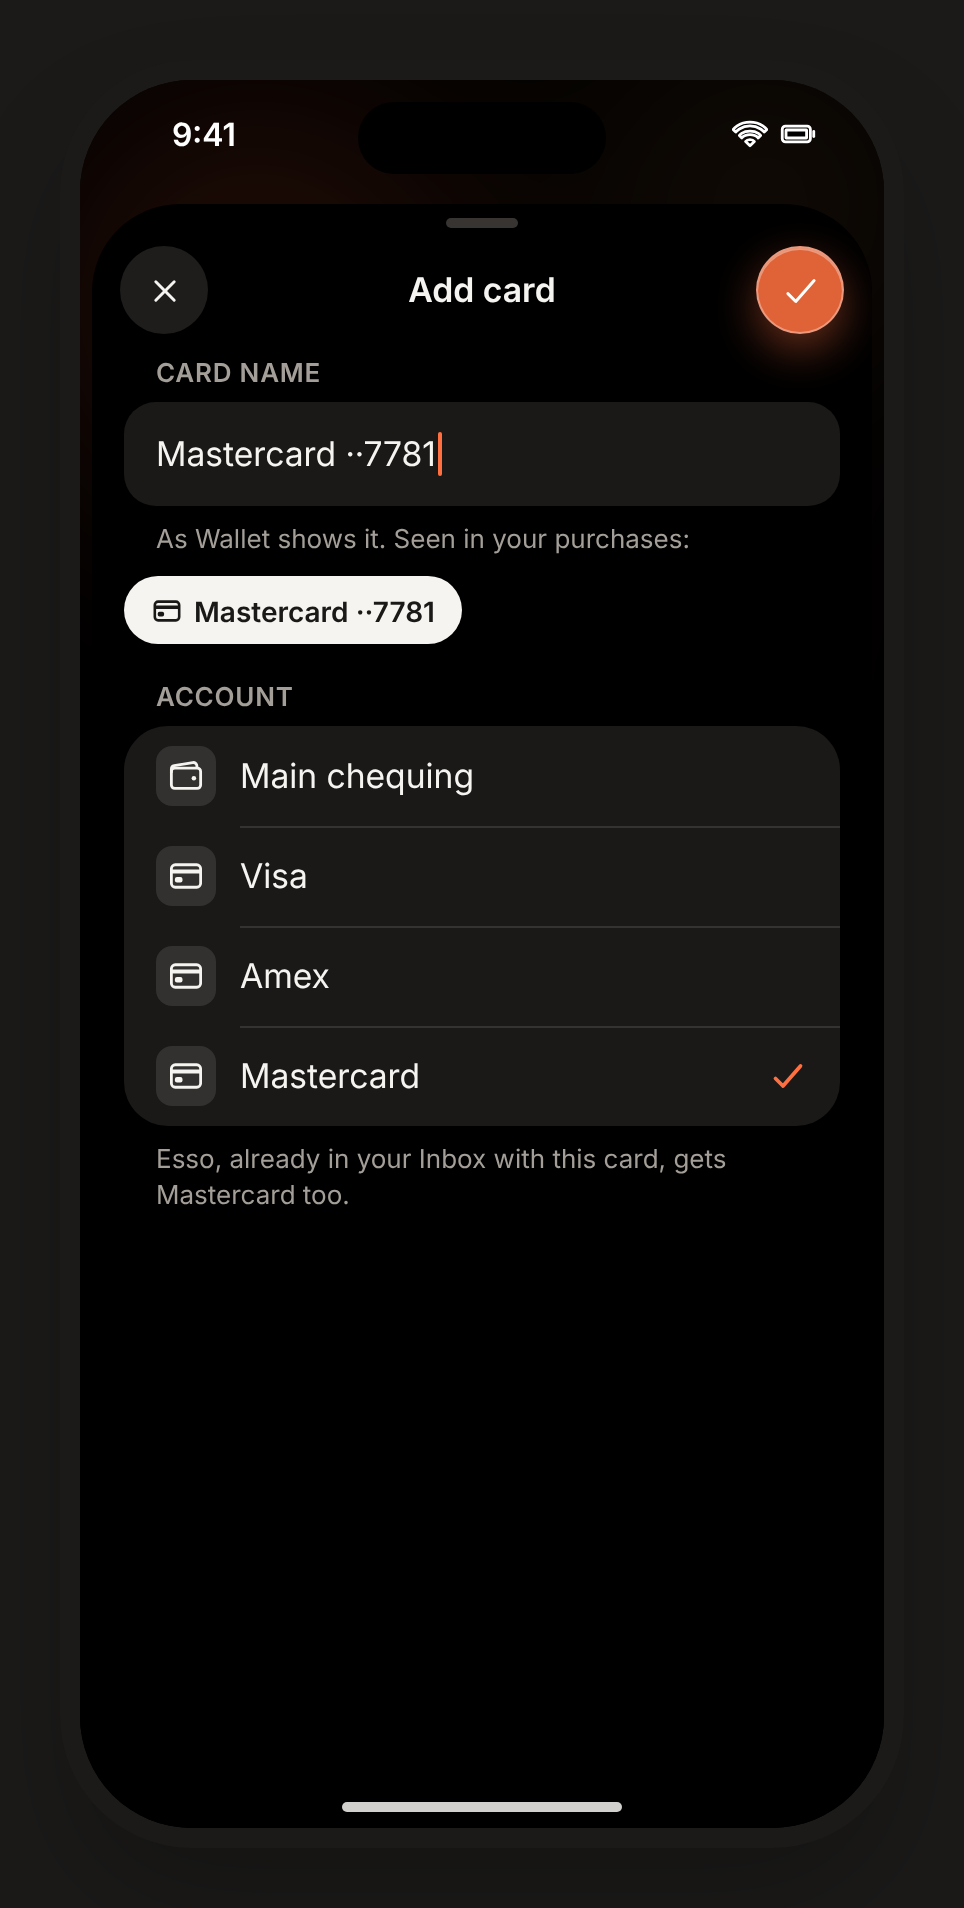 9:41
Add card
CARD NAME
Mastercard ··7781
As Wallet shows it. Seen in your purchases:
Mastercard ··7781
ACCOUNT
Main chequing
Visa
Amex
Mastercard
Esso, already in your Inbox with this card, gets
Mastercard too.